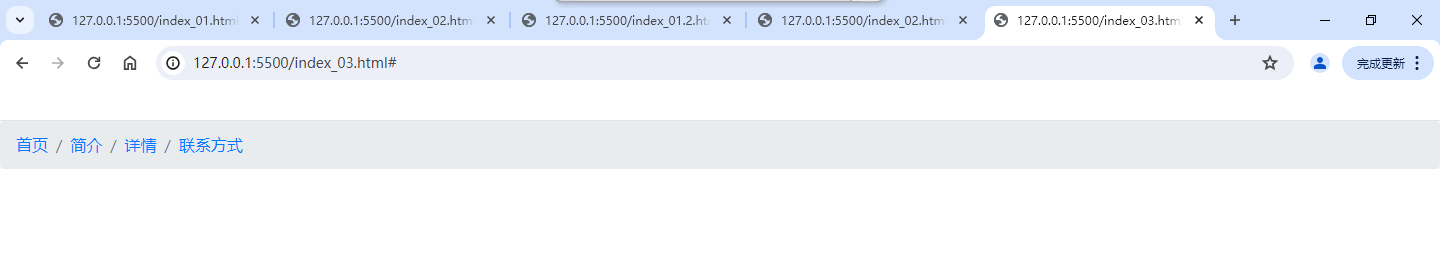 127.0.0.1:5500/index_01.html
127.0.0.1:5500/index_02.htm
127.0.0.1:5500/index_01.2.ht
127.0.0.1:5500/index_02.htm
127.0.0.1:5500/index_03.htm
127.0.0.1:5500/index_03.html#
完成更新
首页 / 简介 / 详情 / 联系方式